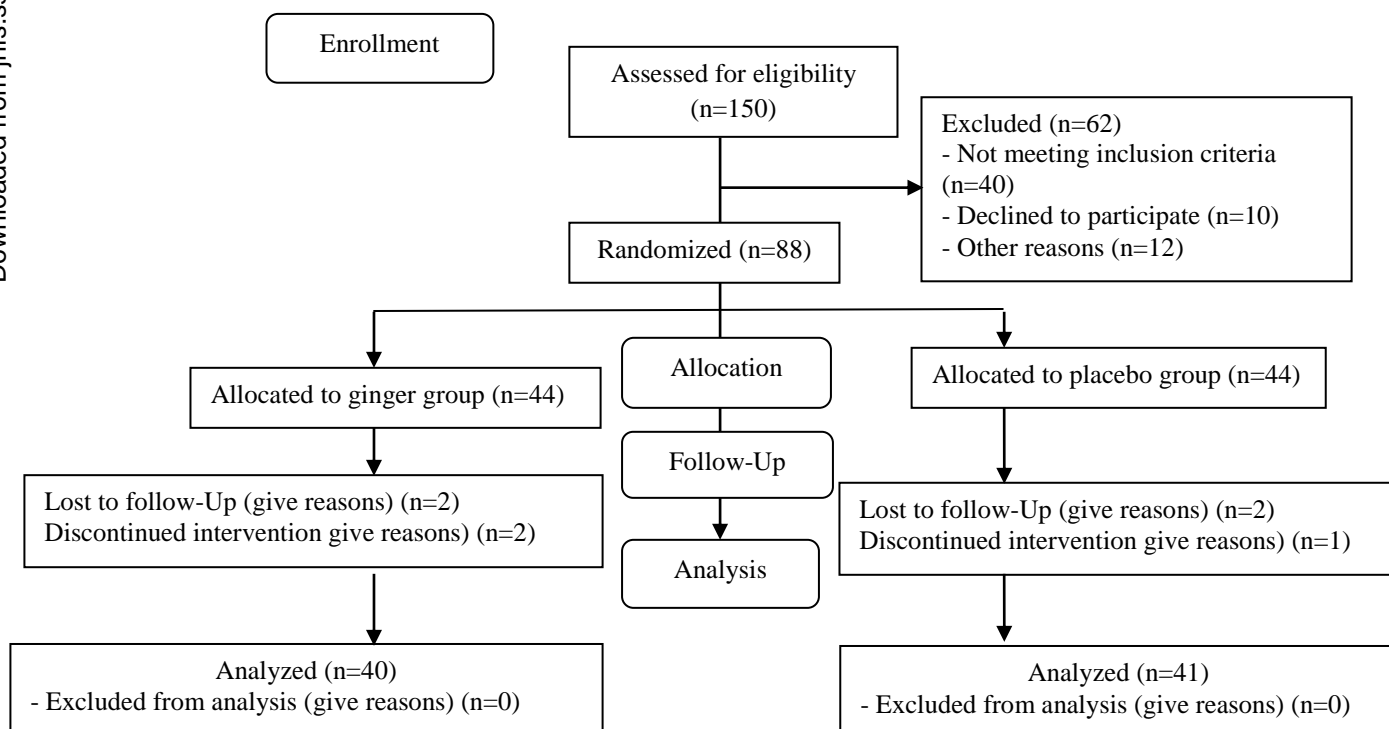 Downloaded from
Enrollment
Assessed for eligibility
(n=150)
Excluded (n=62)
- Not meeting inclusion criteria
(n=40)
- Declined to participate (n=10)
- Other reasons (n=12)
Randomized (n=88)
Allocation
Allocated to ginger group (n=44)
Allocated to placebo group (n=44)
Follow-Up
Lost to follow-Up (give reasons) (n=2)
Discontinued intervention give reasons) (n=2)
Lost to follow-Up (give reasons) (n=2)
Discontinued intervention give reasons) (n=1)
Analysis
Analyzed (n=40)
- Excluded from analysis (give reasons) (n=0)
Analyzed (n=41)
- Excluded from analysis (give reasons) (n=0)